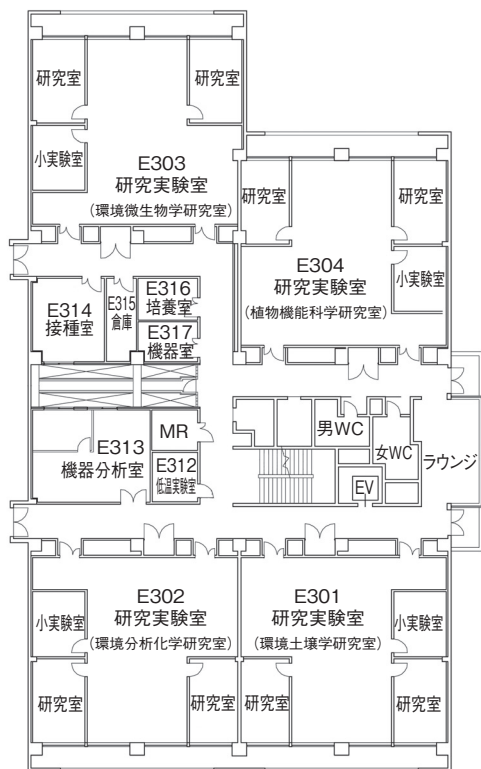 研究室
研究室
小実験室
E303
研究実験室
（環境微生物学研究室）
研究室
研究室
E304
研究実験室
（植物機能科学研究室）
小実験室
E314
接種室
E315
倉庫
E316
培養室
E317
機器室
E313
機器分析室
MR
E312
低温実験室
男WC
女WC
EV
ラウンジ
E302
研究実験室
（環境分析化学研究室）
小実験室
研究室
研究室
E301
研究実験室
（環境土壌学研究室）
小実験室
研究室
研究室